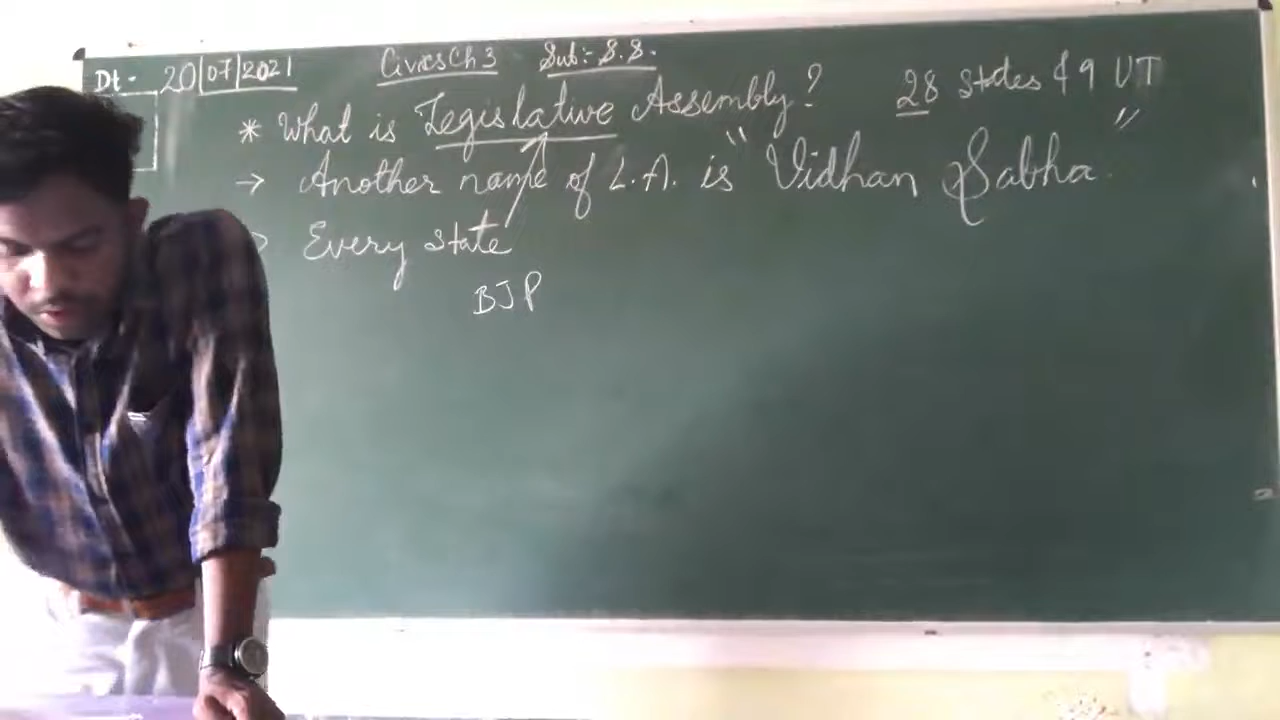 Dt - 20/07/2021 Civics Ch 3 Sub:- S.S.
* What is Legislative Assembly? 28 States & 9 UT
→ Another name of L.A. is "Vidhan Sabha"
→ Every state
BJP